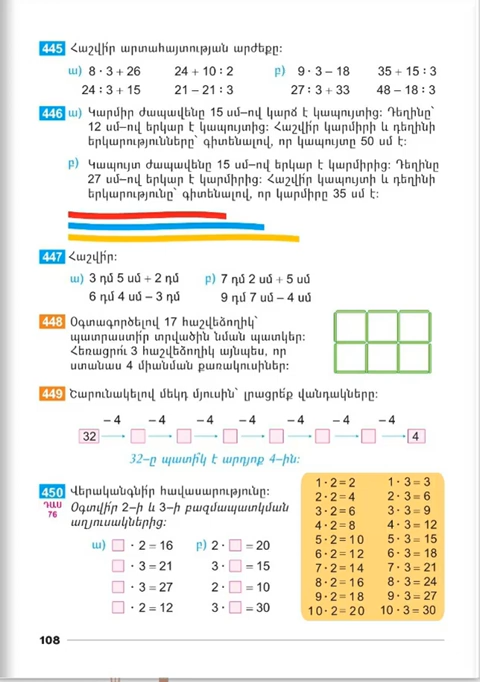 445 Հաշվի՛ր արտահայտության արժեքը։
ա) 8 · 3 + 26 24 + 10 : 2 բ) 9 · 3 – 18 35 + 15 : 3
24 : 3 + 15 21 – 21 : 3 27 : 3 + 33 48 – 18 : 3
446 ա) Կարմիր ժապավենը 15 սմ–ով կարճ է կապույտից։ Դեղինը՝
12 սմ–ով երկար է կապույտից։ Հաշվի՛ր կարմիրի և դեղինի
երկարությունները՝ գիտենալով, որ կապույտը 50 սմ է։
բ) Կապույտ ժապավենը 15 սմ–ով երկար է կարմիրից։ Դեղինը
27 սմ–ով երկար է կարմիրից։ Հաշվի՛ր կապույտի և դեղինի
երկարությունը՝ գիտենալով, որ կարմիրը 35 սմ է։
447 Հաշվի՛ր։
ա) 3 դմ 5 սմ + 2 դմ բ) 7 դմ 2 սմ + 5 սմ
6 դմ 4 սմ – 3 դմ 9 դմ 7 սմ – 4 սմ
448 Օգտագործելով 17 հաշվեձողիկ՝
պատրաստի՛ր տրվածին նման պատկեր։
Հեռացրո՛ւ 3 հաշվեձողիկ այնպես, որ
ստանաս 4 միանման քառակուսիներ։
449 Շարունակելով մեկդ մյուսին՝ լրացրե՛ք վանդակները։
– 4 – 4 – 4 – 4 – 4 – 4 – 4
32 4
32–ը պատի՞կ է արդյոք 4–ին։
450 Վերականգնի՛ր հավասարությունը։
ԴԱՍ
76
Օգտվի՛ր 2–ի և 3–ի բազմապատկման
աղյուսակներից։
ա) · 2 = 16 բ) 2 · = 20
· 3 = 21 3 · = 15
· 3 = 27 2 · = 10
· 2 = 12 3 · = 30
1 · 2 = 2 1 · 3 = 3
2 · 2 = 4 2 · 3 = 6
3 · 2 = 6 3 · 3 = 9
4 · 2 = 8 4 · 3 = 12
5 · 2 = 10 5 · 3 = 15
6 · 2 = 12 6 · 3 = 18
7 · 2 = 14 7 · 3 = 21
8 · 2 = 16 8 · 3 = 24
9 · 2 = 18 9 · 3 = 27
10 · 2 = 20 10 · 3 = 30
108